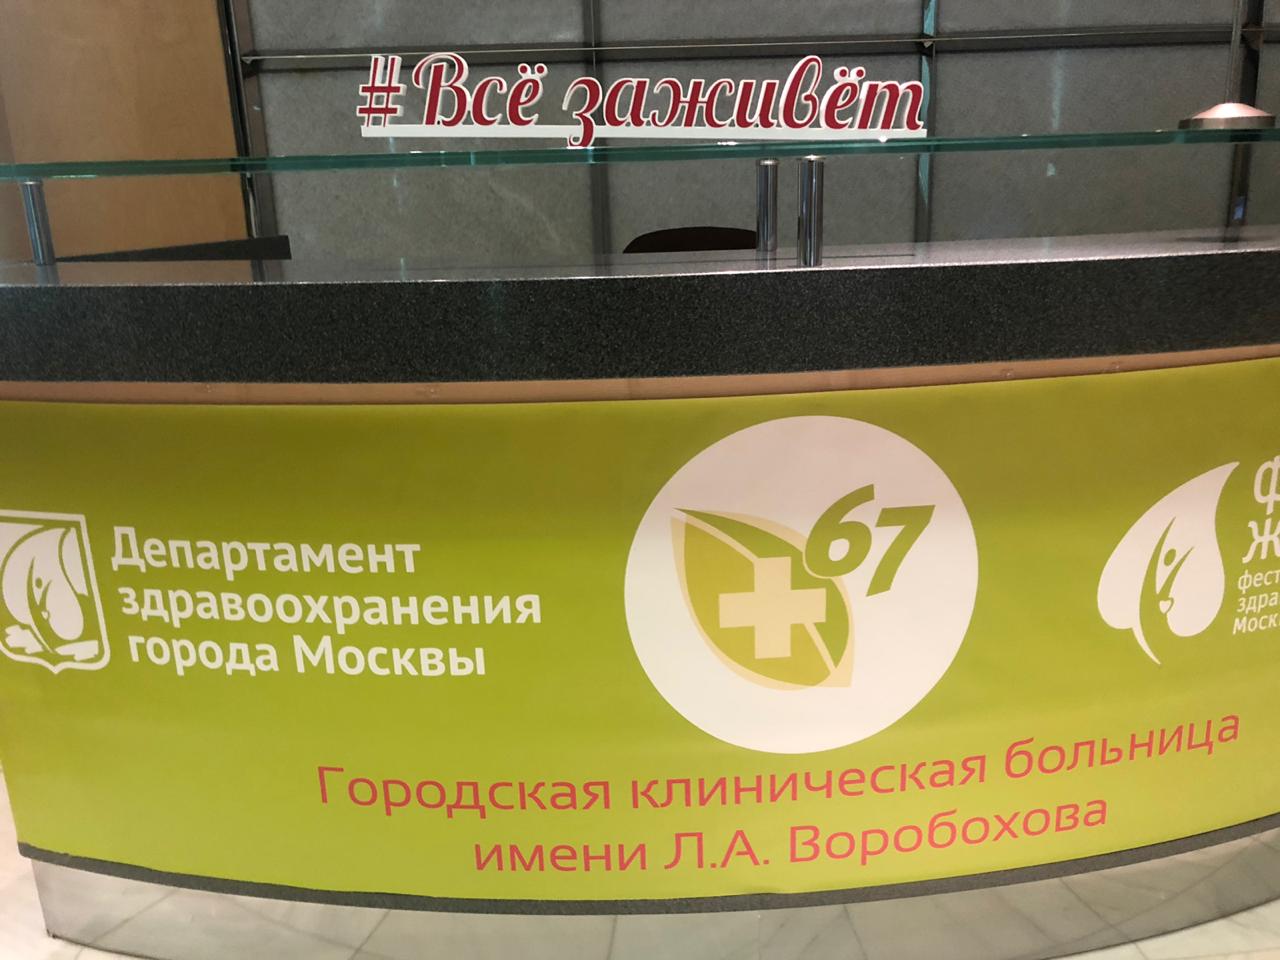 #Всё заживёт
Департамент
здравоохранения
города Москвы
67
Городская клиническая больница
имени Л.А. Воробохова